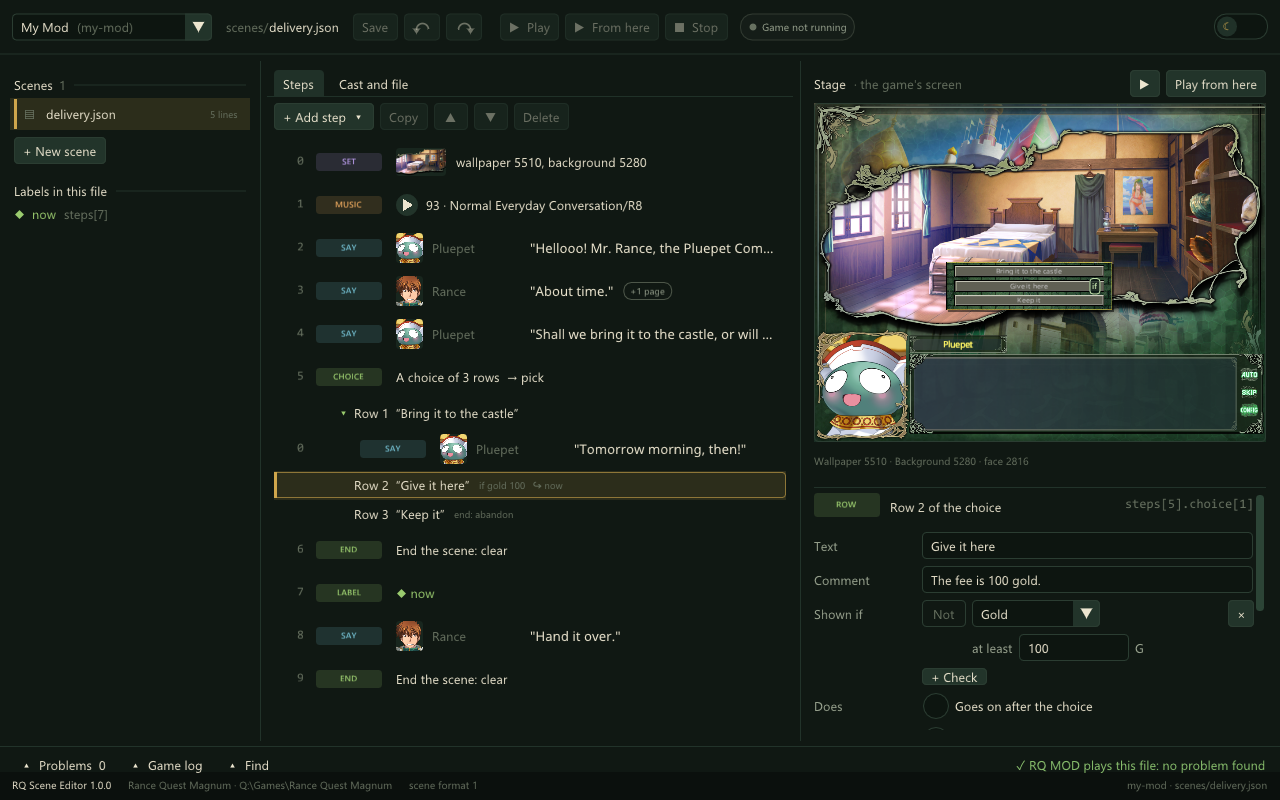 My Mod (my-mod) ▼ scenes/delivery.json Save Play From here Stop Game not running
Scenes 1
delivery.json 5 lines
+ New scene
Labels in this file
◆ now steps[7]
Steps Cast and file
+ Add step ▼ Copy ▲ ▼ Delete
0 SET wallpaper 5510, background 5280
1 MUSIC 93 · Normal Everyday Conversation/R8
2 SAY Pluepet "Hellooo! Mr. Rance, the Pluepet Com...
3 SAY Rance "About time." +1 page
4 SAY Pluepet "Shall we bring it to the castle, or will ...
5 CHOICE A choice of 3 rows → pick
▼ Row 1 “Bring it to the castle”
0 SAY Pluepet "Tomorrow morning, then!"
Row 2 “Give it here” if gold 100 ↪ now
Row 3 “Keep it” end: abandon
6 END End the scene: clear
7 LABEL ◆ now
8 SAY Rance "Hand it over."
9 END End the scene: clear
Stage · the game's screen Play from here
Bring it to the castle
Give it here if
Keep it
Pluepet
AUTO
SKIP
CONFIG
Wallpaper 5510 · Background 5280 · face 2816
ROW Row 2 of the choice steps[5].choice[1]
Text Give it here
Comment The fee is 100 gold.
Shown if Not Gold ▼ ×
at least 100 G
+ Check
Does Goes on after the choice
▲ Problems 0 ▲ Game log ▲ Find ✓ RQ MOD plays this file: no problem found
RQ Scene Editor 1.0.0 Rance Quest Magnum · Q:\Games\Rance Quest Magnum scene format 1 my-mod · scenes/delivery.json